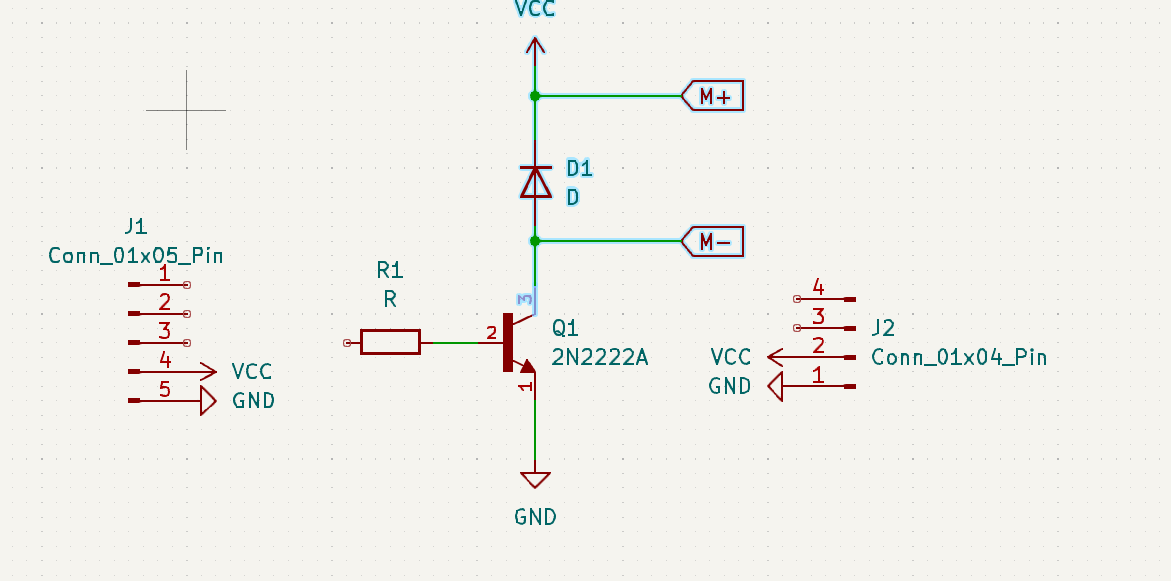 VCC
M+
D1
D
M-
J1
Conn_01x05_Pin
1
2
3
4
VCC
5
GND
R1
R
3
2
1
Q1
2N2222A
GND
4
3
J2
VCC
2
Conn_01x04_Pin
GND
1